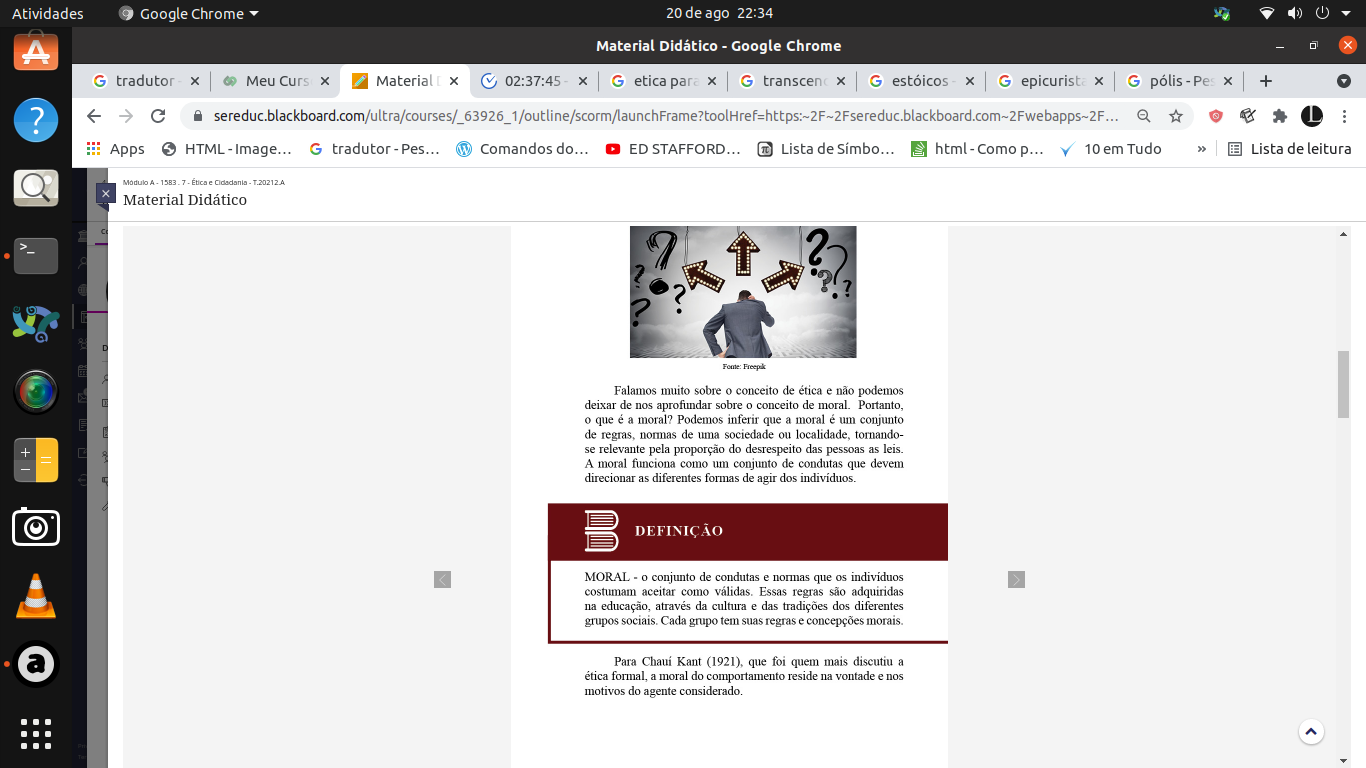 Atividades
Google Chrome
20 de ago 22:34
Material Didático - Google Chrome
tradutor -
Meu Curs
Material D
02:37:45 -
etica para
transcend
estóicos -
epicurista
pólis - Pes
sereduc.blackboard.com/ultra/courses/_63926_1/outline/scorm/launchFrame?toolHref=https:~2F~2Fsereduc.blackboard.com~2Fwebapps~2F...
Apps
HTML - Image...
tradutor - Pes...
Comandos do...
ED STAFFORD...
Lista de Símbo...
html - Como p...
10 em Tudo
»
Lista de leitura
Módulo A - 1583 . 7 - Ética e Cidadania - T.20212.A
Material Didático
Fonte: Freepik
Falamos muito sobre o conceito de ética e não podemos
deixar de nos aprofundar sobre o conceito de moral. Portanto,
o que é a moral? Podemos inferir que a moral é um conjunto
de regras, normas de uma sociedade ou localidade, tornando-
se relevante pela proporção do desrespeito das pessoas as leis.
A moral funciona como um conjunto de condutas que devem
direcionar as diferentes formas de agir dos indivíduos.
DEFINIÇÃO
MORAL - o conjunto de condutas e normas que os indivíduos
costumam aceitar como válidas. Essas regras são adquiridas
na educação, através da cultura e das tradições dos diferentes
grupos sociais. Cada grupo tem suas regras e concepções morais.
Para Chauí Kant (1921), que foi quem mais discutiu a
ética formal, a moral do comportamento reside na vontade e nos
motivos do agente considerado.